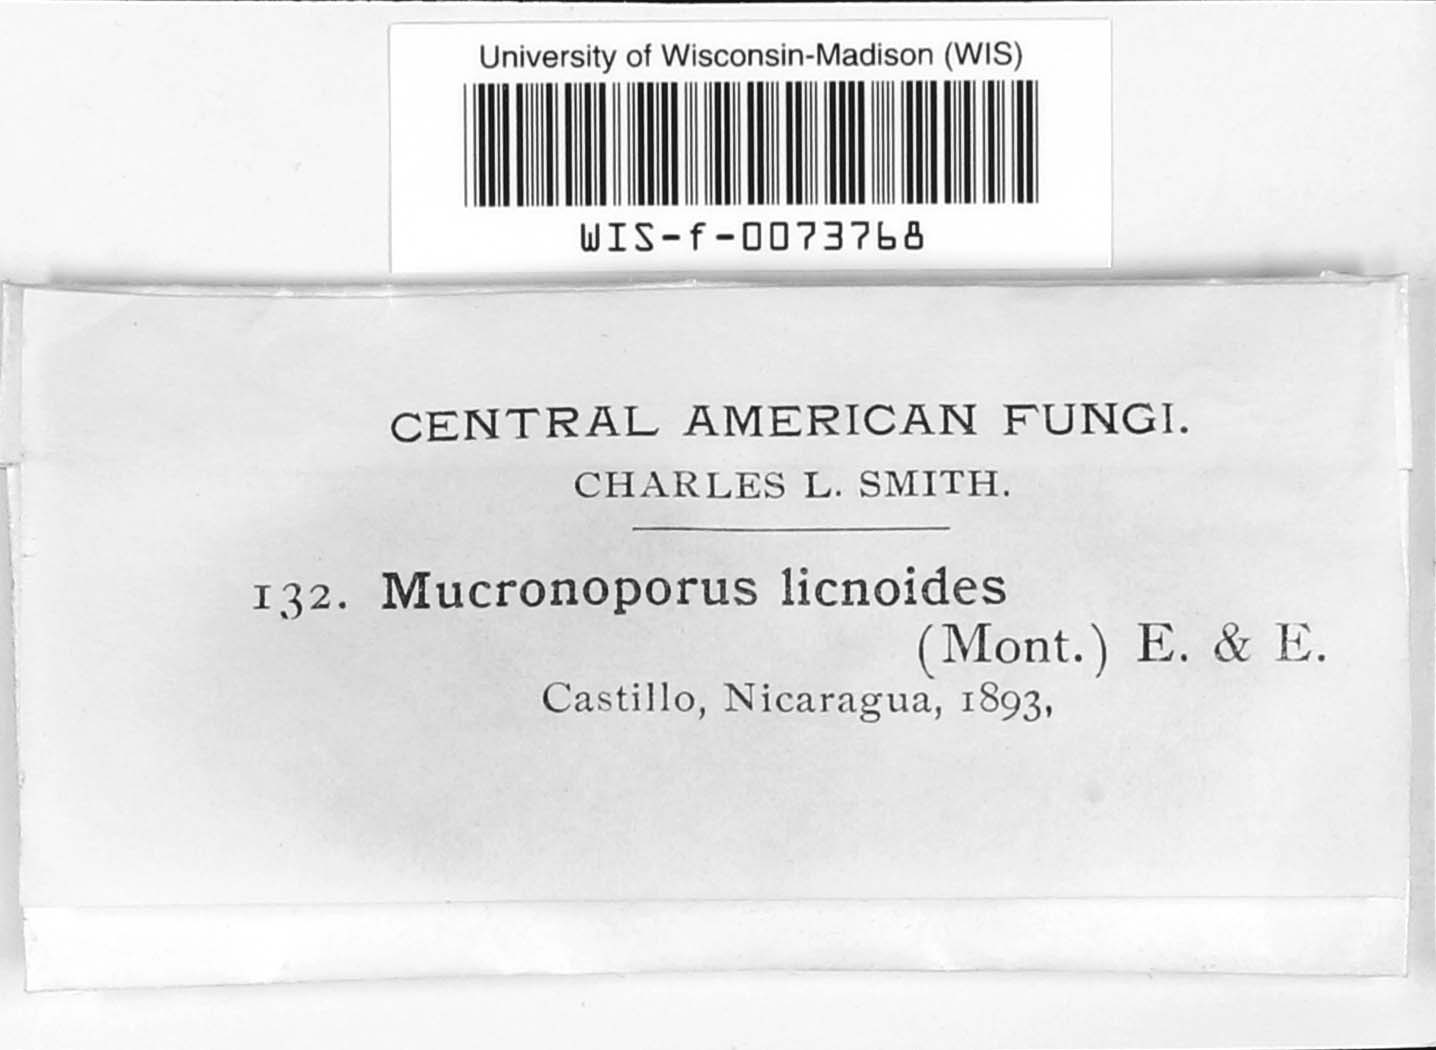 University of Wisconsin-Madison (WIS)
WIS-f-0073768
CENTRAL AMERICAN FUNGI.
CHARLES L. SMITH.
132. Mucronoporus licnoides
(Mont.) E. & E.
Castillo, Nicaragua, 1893,